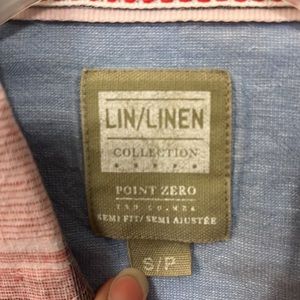 LIN/LINEN
COLLECTION
POINT ZERO
SEMI FIT/SEMI AJUSTÉE
S/P